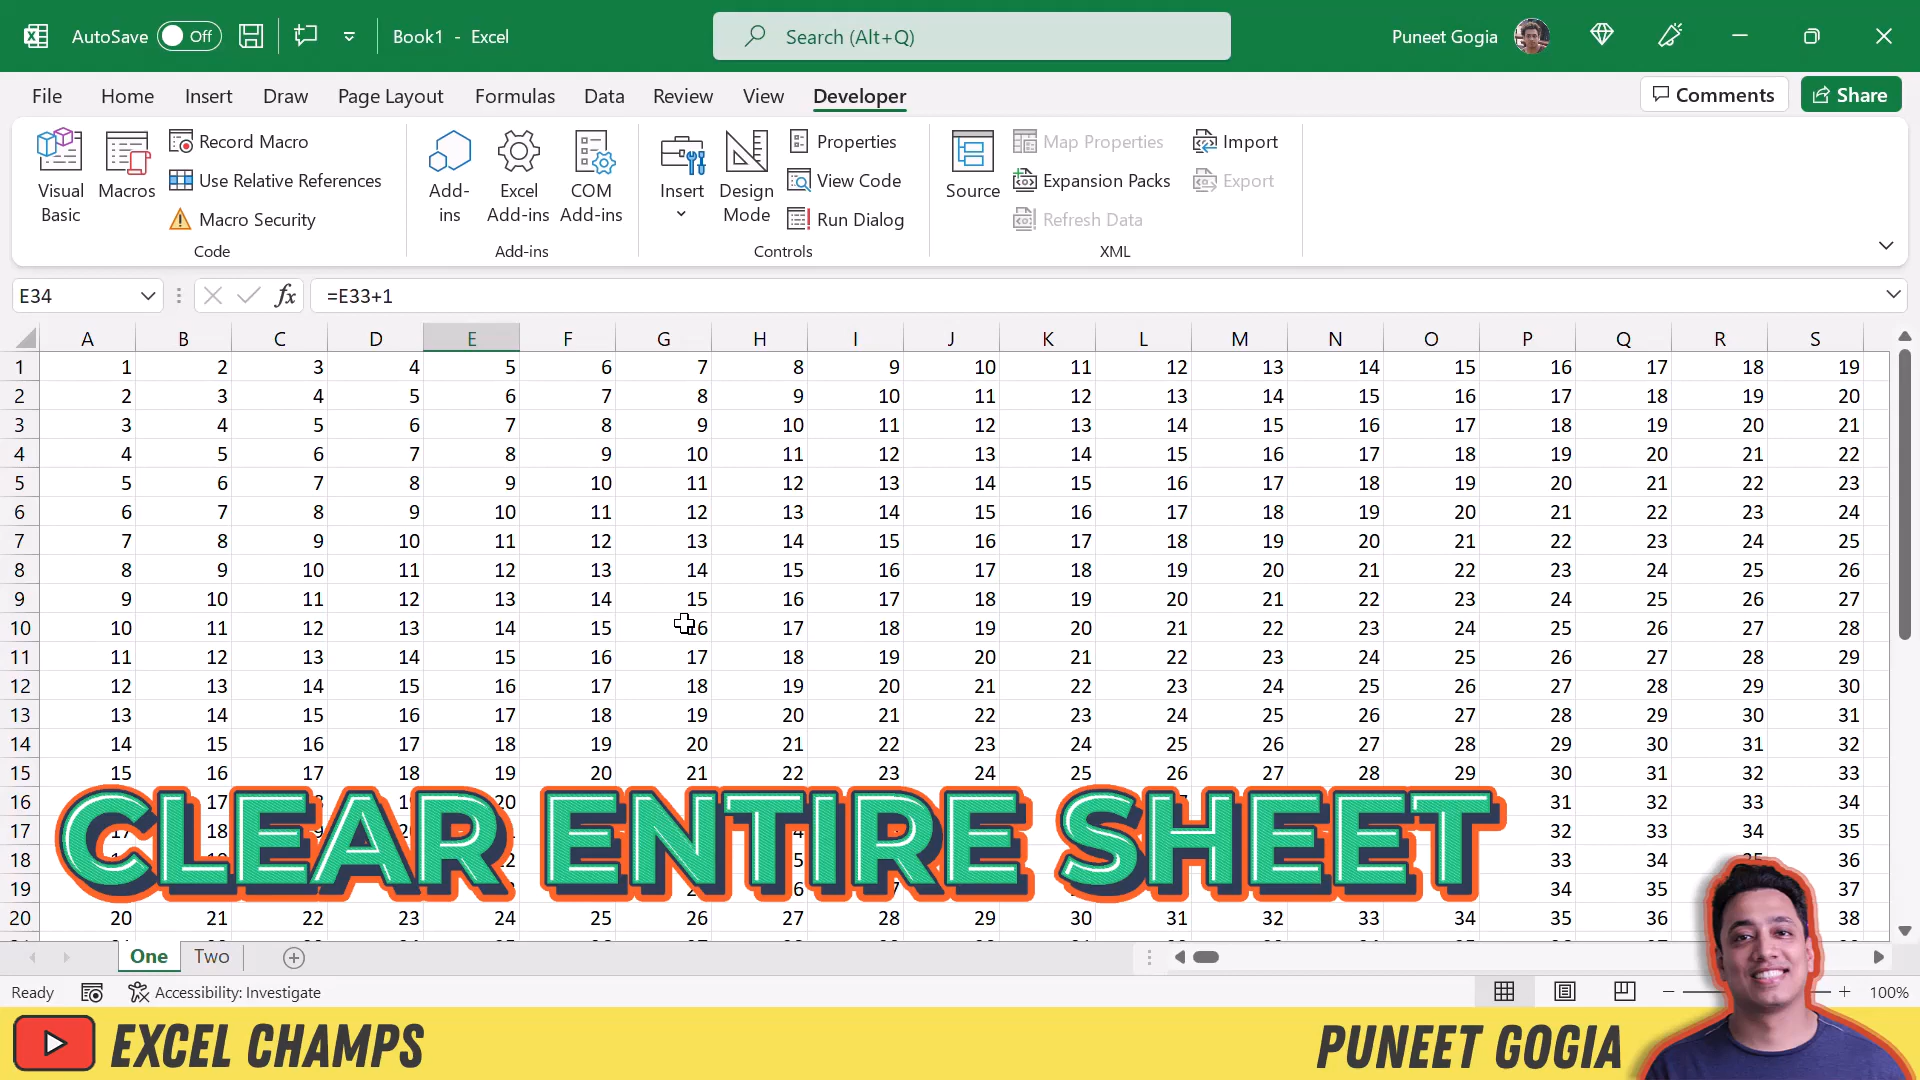 AutoSave Off Book1 - Excel Search (Alt+Q) Puneet Gogia
File Home Insert Draw Page Layout Formulas Data Review View Developer Comments Share
Visual Basic Macros Record Macro Use Relative References Macro Security
Add-ins Excel Add-ins COM Add-ins
Insert Design Mode Properties View Code Run Dialog
Source Map Properties Expansion Packs Refresh Data Import Export
Code Add-ins Controls XML
E34 fx =E33+1
A B C D E F G H I J K L M N O P Q R S
1 1 2 3 4 5 6 7 8 9 10 11 12 13 14 15 16 17 18 19
2 2 3 4 5 6 7 8 9 10 11 12 13 14 15 16 17 18 19 20
3 3 4 5 6 7 8 9 10 11 12 13 14 15 16 17 18 19 20 21
4 4 5 6 7 8 9 10 11 12 13 14 15 16 17 18 19 20 21 22
5 5 6 7 8 9 10 11 12 13 14 15 16 17 18 19 20 21 22 23
6 6 7 8 9 10 11 12 13 14 15 16 17 18 19 20 21 22 23 24
7 7 8 9 10 11 12 13 14 15 16 17 18 19 20 21 22 23 24 25
8 8 9 10 11 12 13 14 15 16 17 18 19 20 21 22 23 24 25 26
9 9 10 11 12 13 14 15 16 17 18 19 20 21 22 23 24 25 26 27
10 10 11 12 13 14 15 16 17 18 19 20 21 22 23 24 25 26 27 28
11 11 12 13 14 15 16 17 18 19 20 21 22 23 24 25 26 27 28 29
12 12 13 14 15 16 17 18 19 20 21 22 23 24 25 26 27 28 29 30
13 13 14 15 16 17 18 19 20 21 22 23 24 25 26 27 28 29 30 31
14 14 15 16 17 18 19 20 21 22 23 24 25 26 27 28 29 30 31 32
15 15 16 17 18 19 20 21 22 23 24 25 26 27 28 29 30 31 32 33
16 17 20 31 32 33 34
17 18 32 33 34 35
18 33 34 36
19 34 35 37
CLEAR ENTIRE SHEET
20 20 21 22 23 24 25 26 27 28 29 30 31 32 33 34 35 36 38
One Two
Ready Accessibility: Investigate 100%
EXCEL CHAMPS PUNEET GOGIA